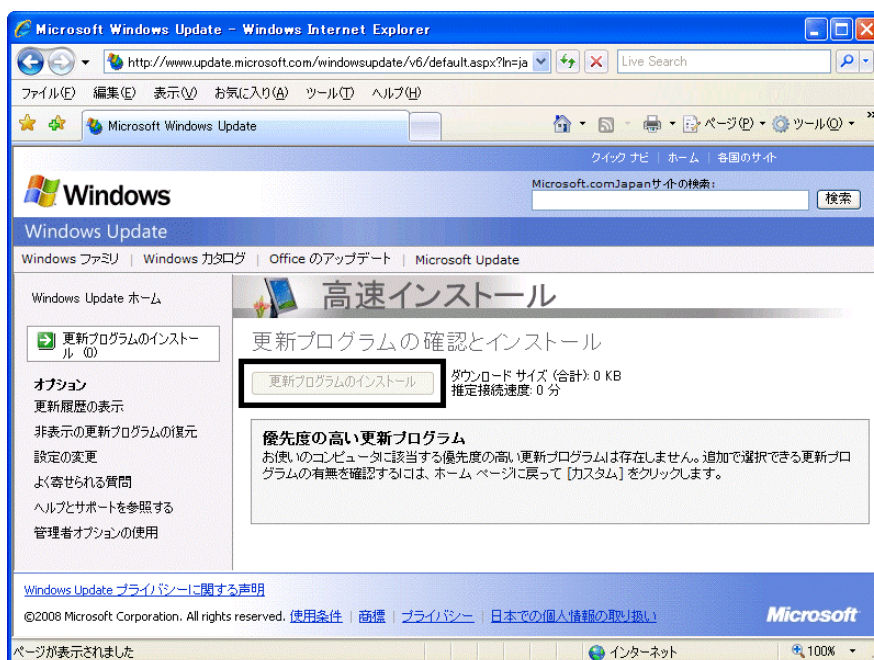 Microsoft Windows Update - Windows Internet Explorer
http://www.update.microsoft.com/windowsupdate/v6/default.aspx?ln=ja
Live Search
ファイル(F) 編集(E) 表示(V) お気に入り(A) ツール(T) ヘルプ(H)
Microsoft Windows Update
ページ(P) ツール(O)
クイック ナビ | ホーム | 各国のサイト
Windows
Microsoft.comJapanサイトの検索:
検索
Windows Update
Windows ファミリ | Windows カタログ | Office のアップデート | Microsoft Update
Windows Update ホーム
更新プログラムのインストー
ル (0)
オプション
更新履歴の表示
非表示の更新プログラムの復元
設定の変更
よく寄せられる質問
ヘルプとサポートを参照する
管理者オプションの使用
高速インストール
更新プログラムの確認とインストール
更新プログラムのインストール
ダウンロード サイズ (合計): 0 KB
推定接続速度: 0 分
優先度の高い更新プログラム
お使いのコンピュータに該当する優先度の高い更新プログラムは存在しません。追加で選択できる更新プロ
グラムの有無を確認するには、ホーム ページに戻って [カスタム] をクリックします。
Windows Update プライバシーに関する声明
©2008 Microsoft Corporation. All rights reserved. 使用条件 | 商標 | プライバシー | 日本での個人情報の取り扱い
Microsoft
ページが表示されました
インターネット
100%